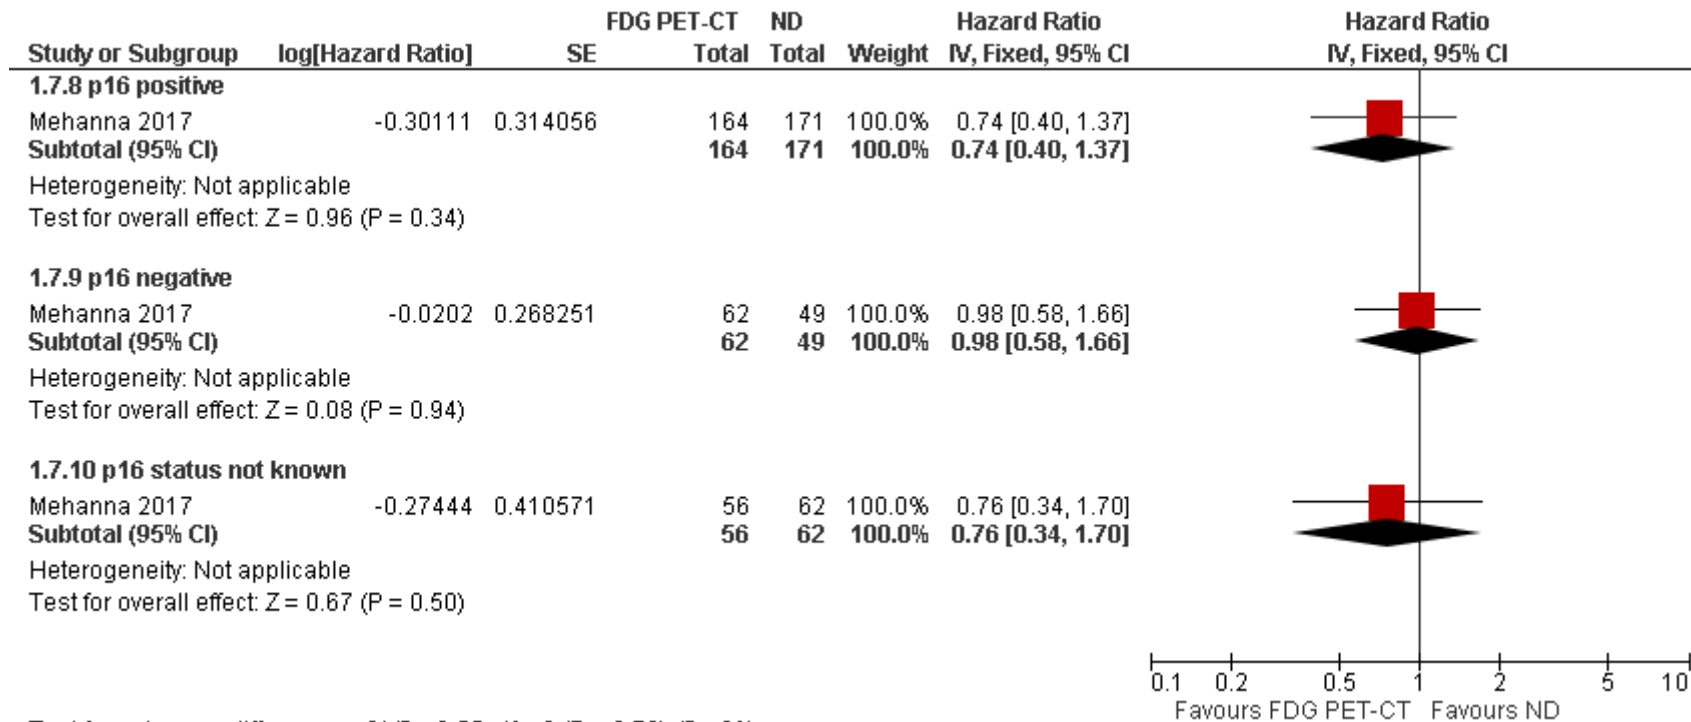 FDG PET-CT ND Hazard Ratio Hazard Ratio
Study or Subgroup log[Hazard Ratio] SE Total Total Weight IV, Fixed, 95% CI IV, Fixed, 95% CI
1.7.8 p16 positive
Mehanna 2017 -0.30111 0.314056 164 171 100.0% 0.74 [0.40, 1.37]
Subtotal (95% CI) 164 171 100.0% 0.74 [0.40, 1.37]
Heterogeneity: Not applicable
Test for overall effect: Z = 0.96 (P = 0.34)
1.7.9 p16 negative
Mehanna 2017 -0.0202 0.268251 62 49 100.0% 0.98 [0.58, 1.66]
Subtotal (95% CI) 62 49 100.0% 0.98 [0.58, 1.66]
Heterogeneity: Not applicable
Test for overall effect: Z = 0.08 (P = 0.94)
1.7.10 p16 status not known
Mehanna 2017 -0.27444 0.410571 56 62 100.0% 0.76 [0.34, 1.70]
Subtotal (95% CI) 56 62 100.0% 0.76 [0.34, 1.70]
Heterogeneity: Not applicable
Test for overall effect: Z = 0.67 (P = 0.50)
0.1 0.2 0.5 1 2 5 10
Favours FDG PET-CT Favours ND